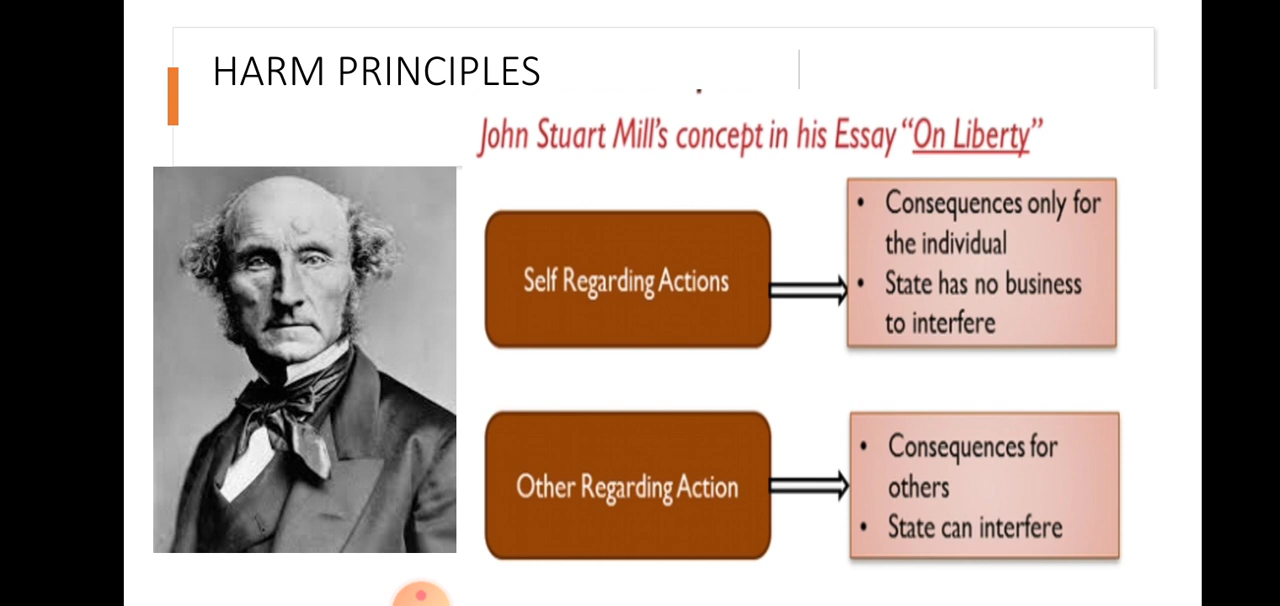 HARM PRINCIPLES
John Stuart Mill’s concept in his Essay “On Liberty”
Self Regarding Actions
• Consequences only for
the individual
• State has no business
to interfere
Other Regarding Action
• Consequences for
others
• State can interfere